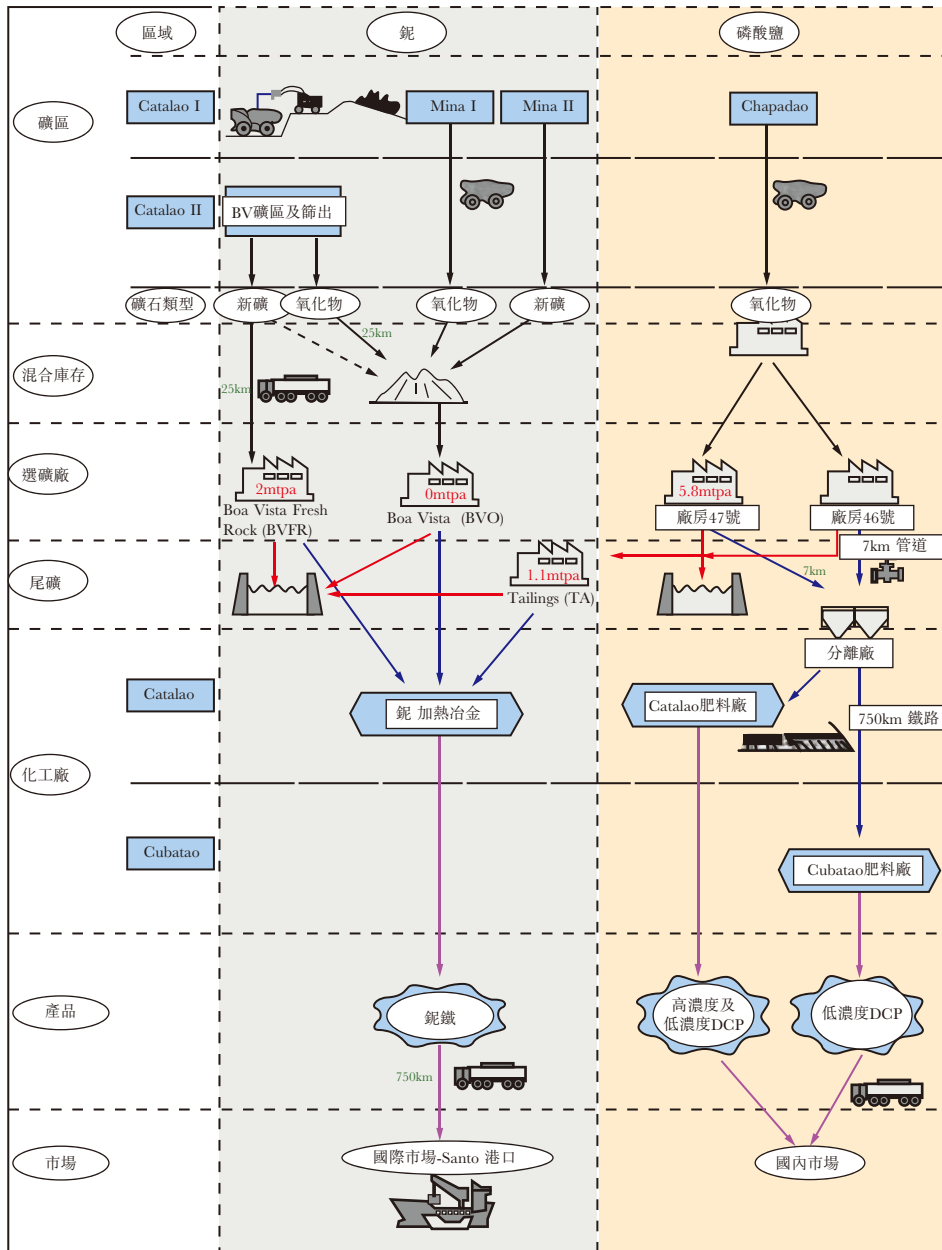 區域
鈮
磷酸鹽
礦區
Catalao I
Mina I
Mina II
Chapadao
Catalao II
BV礦區及篩出
礦石類型
新礦
氧化物
氧化物
新礦
氧化物
25km
混合庫存
25km
選礦廠
2mtpa
Boa Vista Fresh
Rock (BVFR)
0mtpa
Boa Vista (BVO)
5.8mtpa
廠房47號
廠房46號
7km 管道
尾礦
1.1mtpa
Tailings (TA)
7km
分離廠
Catalao
鈮 加熱冶金
Catalao肥料廠
750km 鐵路
化工廠
Cubatao
Cubatao肥料廠
產品
鈮鐵
高濃度及
低濃度DCP
低濃度DCP
750km
市場
國際市場-Santo 港口
國內市場